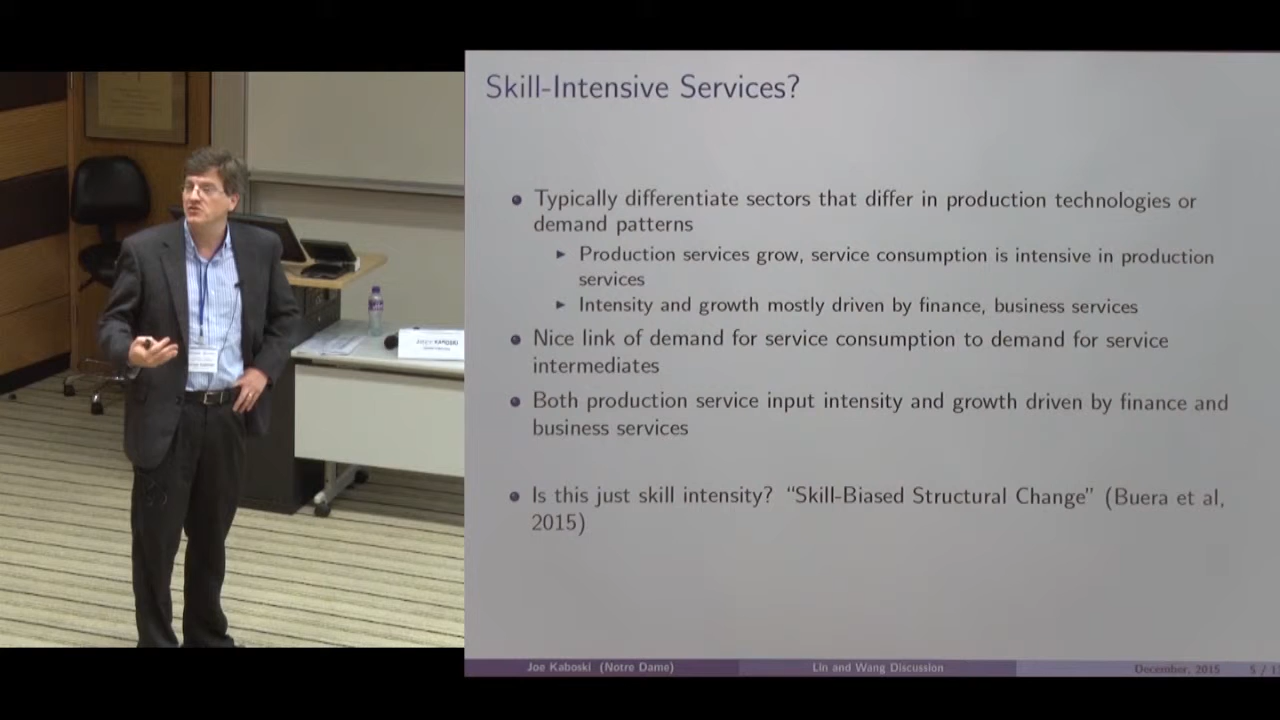 Skill-Intensive Services?
Typically differentiate sectors that differ in production technologies or
demand patterns
Production services grow, service consumption is intensive in production
services
Intensity and growth mostly driven by finance, business services
Nice link of demand for service consumption to demand for service
intermediates
Both production service input intensity and growth driven by finance and
business services
Is this just skill intensity? “Skill-Biased Structural Change” (Buera et al,
2015)
Joe Kaboski (Notre Dame) Lin and Wang Discussion December, 2015 5 /
KABOSKI